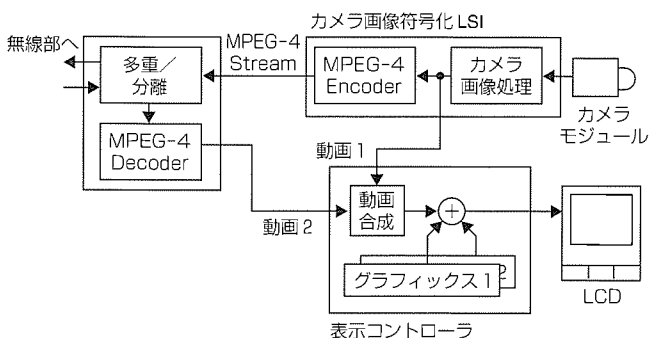 カメラ画像符号化LSI
無線部へ
多重／
分離
MPEG-4
Stream
MPEG-4
Encoder
カメラ
画像処理
カメラ
モジュール
MPEG-4
Decoder
動画1
動画2
動画
合成
+
2
グラフィックス1
LCD
表示コントローラ